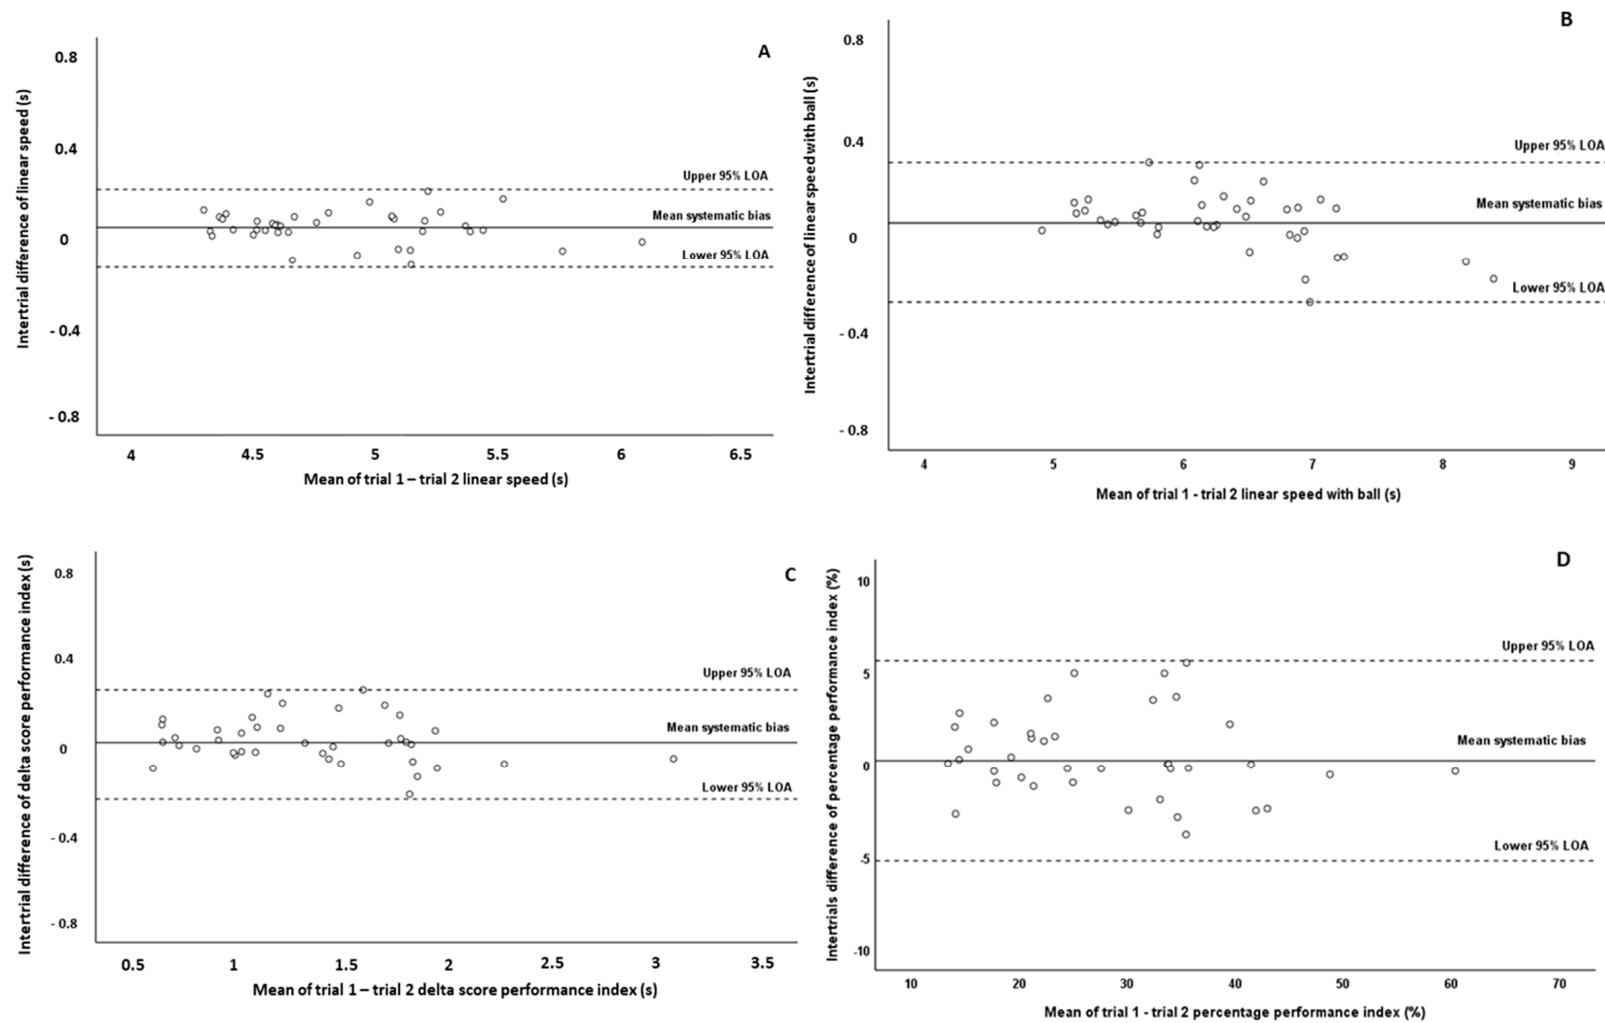 A
Intertrial difference of linear speed (s)
0.8
0.4
0
- 0.4
- 0.8
Upper 95% LOA
Mean systematic bias
Lower 95% LOA
4 4.5 5 5.5 6 6.5
Mean of trial 1 – trial 2 linear speed (s)
B
Intertrial difference of linear speed with ball (s)
0.8
0.4
0
- 0.4
- 0.8
Upper 95% LOA
Mean systematic bias
Lower 95% LOA
4 5 6 7 8 9
Mean of trial 1 - trial 2 linear speed with ball (s)
C
Intertrial difference of delta score performance index (s)
0.8
0.4
0
- 0.4
- 0.8
Upper 95% LOA
Mean systematic bias
Lower 95% LOA
0.5 1 1.5 2 2.5 3 3.5
Mean of trial 1 – trial 2 delta score performance index (s)
D
Intertrials difference of percentage performance index (%)
10
5
0
-5
-10
Upper 95% LOA
Mean systematic bias
Lower 95% LOA
10 20 30 40 50 60 70
Mean of trial 1 - trial 2 percentage performance index (%)